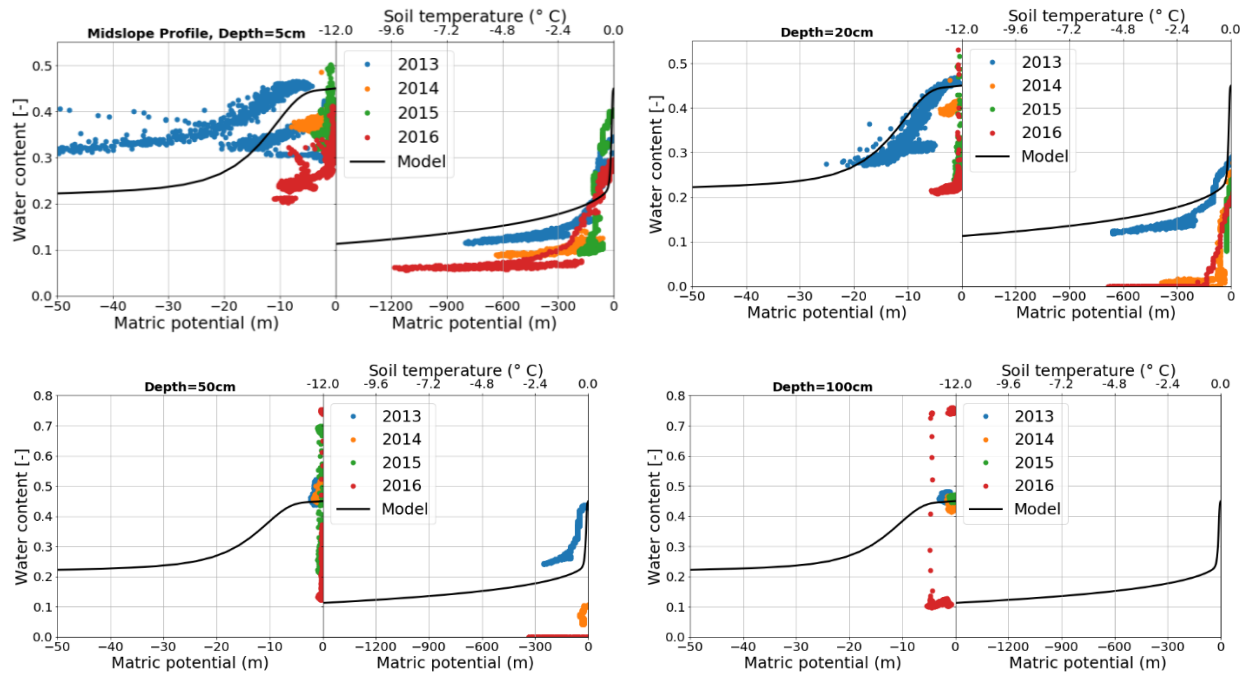 Soil temperature (° C)
Midslope Profile, Depth=5cm
-12.0 -9.6 -7.2 -4.8 -2.4 0.0
0.5
0.4
0.3
0.2
0.1
0.0
Water content [-]
2013
2014
2015
2016
Model
−50 −40 −30 −20 −10 0 −1200 −900 −600 −300 0
Matric potential (m) Matric potential (m)
Soil temperature (° C)
Depth=20cm
-12.0 -9.6 -7.2 -4.8 -2.4 0.0
0.5
0.4
0.3
0.2
0.1
0.0
Water content [-]
2013
2014
2015
2016
Model
−50 −40 −30 −20 −10 0 −1200 −900 −600 −300 0
Matric potential (m) Matric potential (m)
Soil temperature (° C)
Depth=50cm
-12.0 -9.6 -7.2 -4.8 -2.4 0.0
0.8
0.7
0.6
0.5
0.4
0.3
0.2
0.1
0.0
Water content [-]
2013
2014
2015
2016
Model
−50 −40 −30 −20 −10 0 −1200 −900 −600 −300 0
Matric potential (m) Matric potential (m)
Soil temperature (° C)
Depth=100cm
-12.0 -9.6 -7.2 -4.8 -2.4 0.0
0.8
0.7
0.6
0.5
0.4
0.3
0.2
0.1
0.0
Water content [-]
2013
2014
2015
2016
Model
−50 −40 −30 −20 −10 0 −1200 −900 −600 −300 0
Matric potential (m) Matric potential (m)